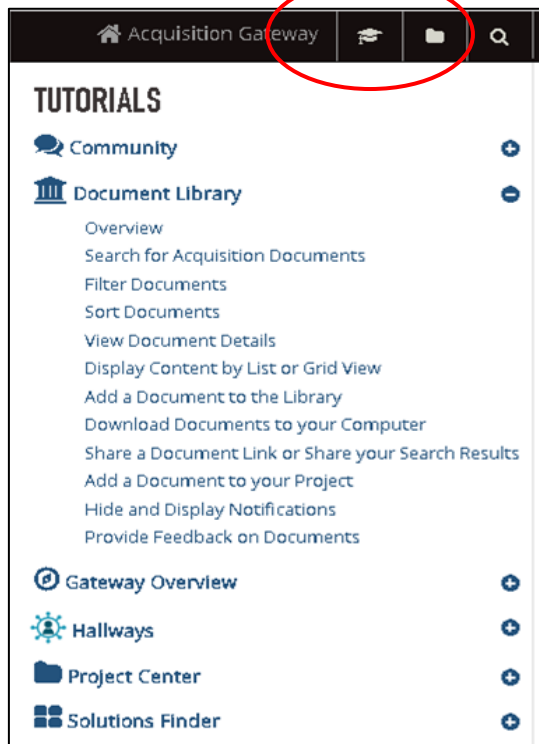 Acquisition Gateway
TUTORIALS
Community
Document Library
Overview
Search for Acquisition Documents
Filter Documents
Sort Documents
View Document Details
Display Content by List or Grid View
Add a Document to the Library
Download Documents to your Computer
Share a Document Link or Share your Search Results
Add a Document to your Project
Hide and Display Notifications
Provide Feedback on Documents
Gateway Overview
Hallways
Project Center
Solutions Finder